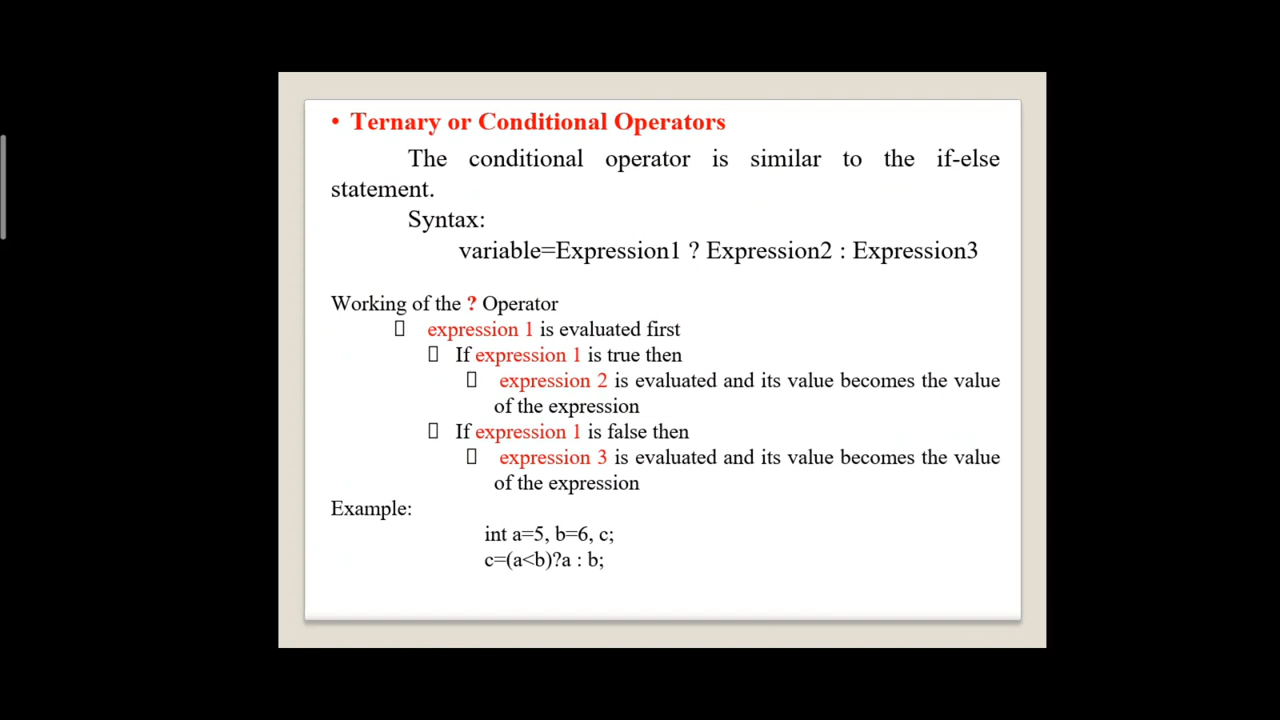 • Ternary or Conditional Operators
The conditional operator is similar to the if-else
statement.
Syntax:
variable=Expression1 ? Expression2 : Expression3
Working of the ? Operator
▯ expression 1 is evaluated first
▯ If expression 1 is true then
▯ expression 2 is evaluated and its value becomes the value
of the expression
▯ If expression 1 is false then
▯ expression 3 is evaluated and its value becomes the value
of the expression
Example:
int a=5, b=6, c;
c=(a<b)?a : b;